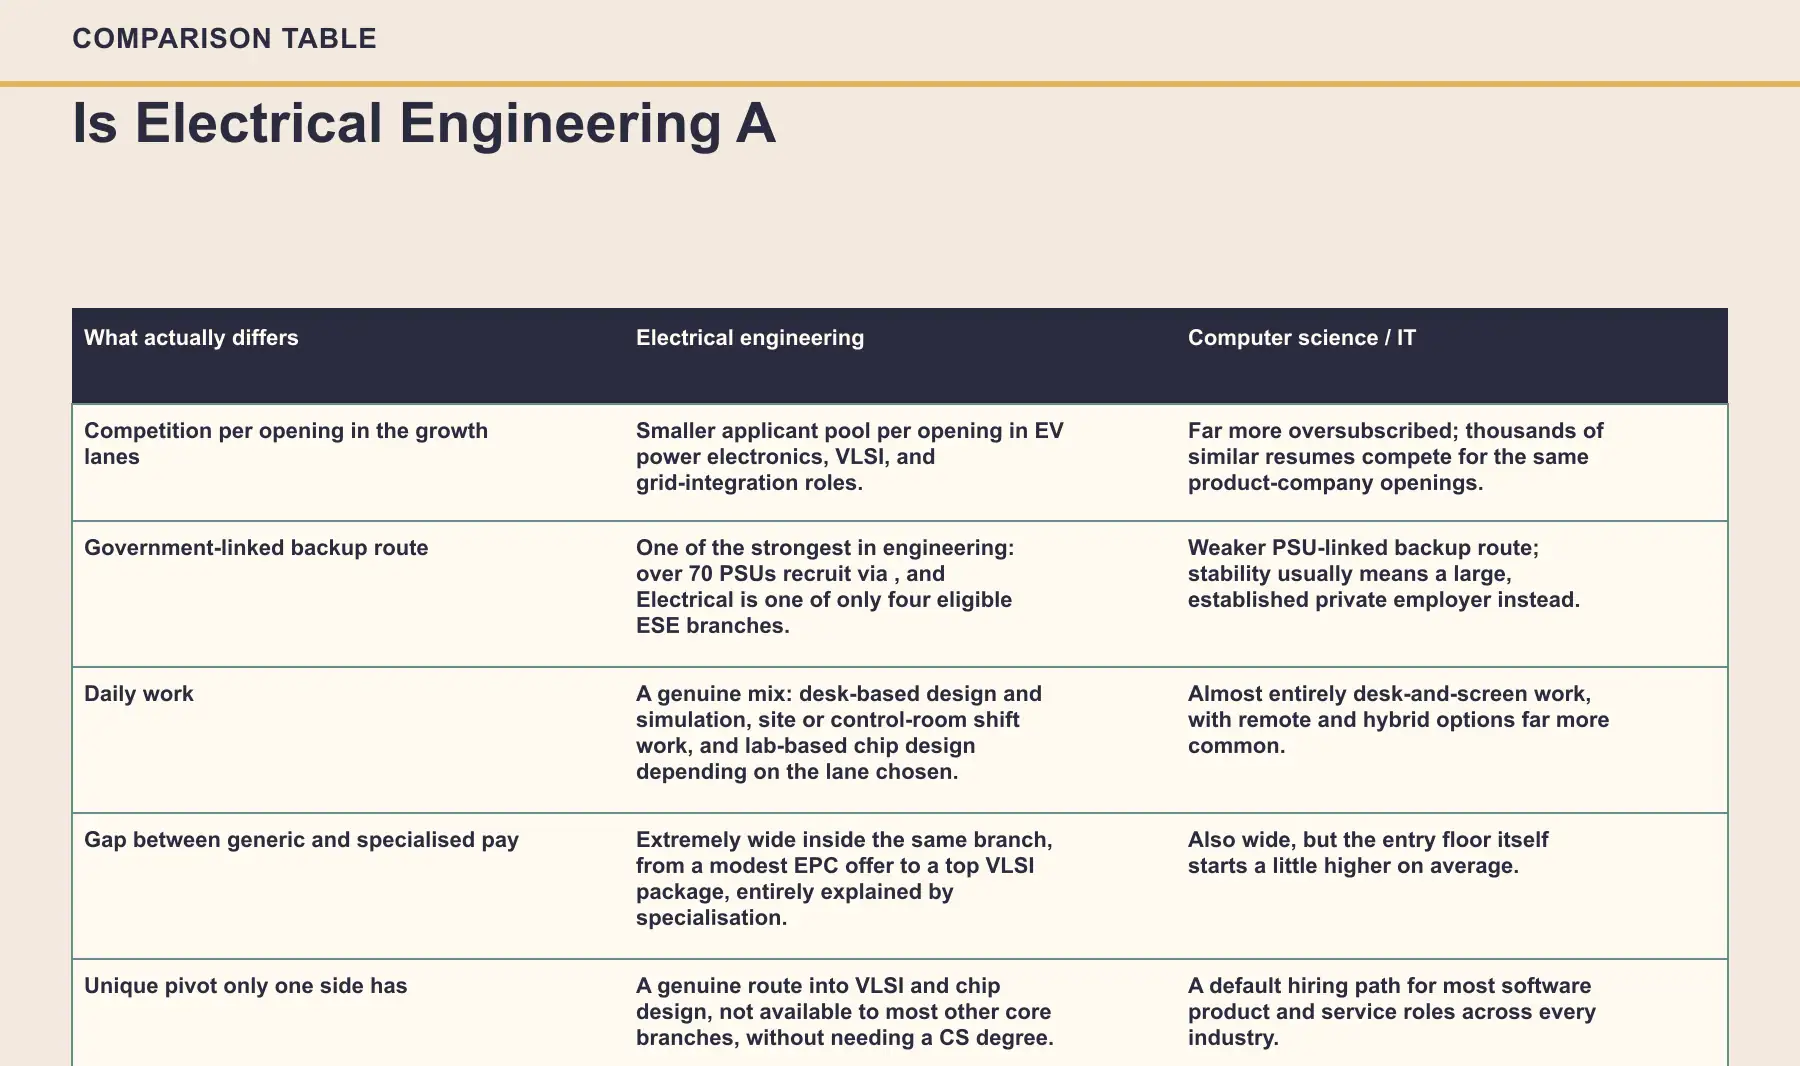 COMPARISON TABLE
Is Electrical Engineering A
What actually differs
Electrical engineering
Computer science / IT
Competition per opening in the growth
lanes
Smaller applicant pool per opening in EV
power electronics, VLSI, and
grid-integration roles.
Far more oversubscribed; thousands of
similar resumes compete for the same
product-company openings.
Government-linked backup route
One of the strongest in engineering:
over 70 PSUs recruit via , and
Electrical is one of only four eligible
ESE branches.
Weaker PSU-linked backup route;
stability usually means a large,
established private employer instead.
Daily work
A genuine mix: desk-based design and
simulation, site or control-room shift
work, and lab-based chip design
depending on the lane chosen.
Almost entirely desk-and-screen work,
with remote and hybrid options far more
common.
Gap between generic and specialised pay
Extremely wide inside the same branch,
from a modest EPC offer to a top VLSI
package, entirely explained by
specialisation.
Also wide, but the entry floor itself
starts a little higher on average.
Unique pivot only one side has
A genuine route into VLSI and chip
design, not available to most other core
branches, without needing a CS degree.
A default hiring path for most software
product and service roles across every
industry.